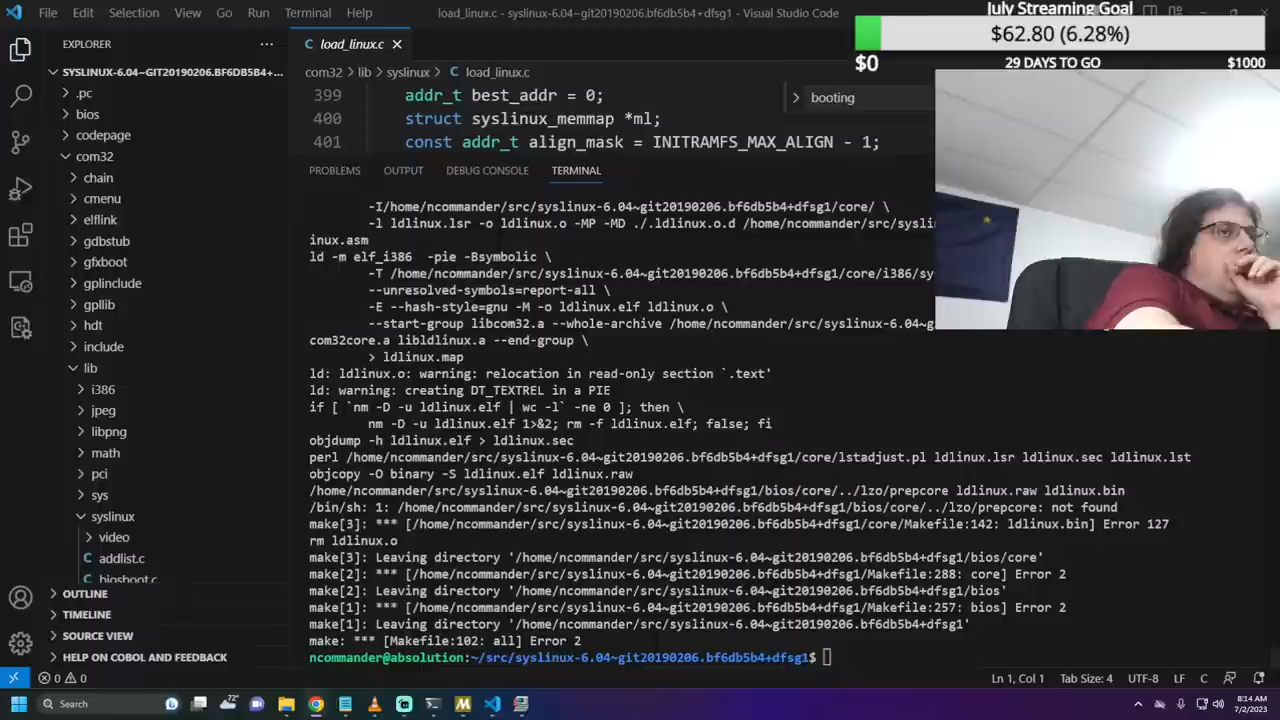 File Edit Selection View Go Run Terminal Help
load_linux.c - syslinux-6.04~git20190206.bf6db5b4+dfsg1 - Visual Studio Code
July Streaming Goal
$62.80 (6.28%)
$0 29 DAYS TO GO $1000
EXPLORER
SYSLINUX-6.04~GIT20190206.BF6DB5B4+...
.pc
bios
codepage
com32
chain
cmenu
elflink
gdbstub
gfxboot
gplinclude
gpllib
hdt
include
lib
i386
jpeg
libpng
math
pci
sys
syslinux
video
addlist.c
biosboot.c
OUTLINE
TIMELINE
SOURCE VIEW
HELP ON COBOL AND FEEDBACK
load_linux.c
com32 > lib > syslinux > load_linux.c
booting
399 addr_t best_addr = 0;
400 struct syslinux_memmap *ml;
401 const addr_t align_mask = INITRAMFS_MAX_ALIGN - 1;
PROBLEMS OUTPUT DEBUG CONSOLE TERMINAL
-I/home/ncommander/src/syslinux-6.04~git20190206.bf6db5b4+dfsg1/core/ \
-l ldlinux.lsr -o ldlinux.o -MP -MD ./.ldlinux.o.d /home/ncommander/src/sysli
inux.asm
ld -m elf_i386  -pie -Bsymbolic \
-T /home/ncommander/src/syslinux-6.04~git20190206.bf6db5b4+dfsg1/core/i386/sy
--unresolved-symbols=report-all \
-E --hash-style=gnu -M -o ldlinux.elf ldlinux.o \
--start-group libcom32.a --whole-archive /home/ncommander/src/syslinux-6.04~g
com32core.a libldlinux.a --end-group \
> ldlinux.map
ld: ldlinux.o: warning: relocation in read-only section `.text'
ld: warning: creating DT_TEXTREL in a PIE
if [ `nm -D -u ldlinux.elf | wc -l` -ne 0 ]; then \
nm -D -u ldlinux.elf 1>&2; rm -f ldlinux.elf; false; fi
objdump -h ldlinux.elf > ldlinux.sec
perl /home/ncommander/src/syslinux-6.04~git20190206.bf6db5b4+dfsg1/core/lstadjust.pl ldlinux.lsr ldlinux.sec ldlinux.lst
objcopy -O binary -S ldlinux.elf ldlinux.raw
/home/ncommander/src/syslinux-6.04~git20190206.bf6db5b4+dfsg1/bios/core/../lzo/prepcore ldlinux.raw ldlinux.bin
/bin/sh: 1: /home/ncommander/src/syslinux-6.04~git20190206.bf6db5b4+dfsg1/bios/core/../lzo/prepcore: not found
make[3]: *** [/home/ncommander/src/syslinux-6.04~git20190206.bf6db5b4+dfsg1/core/Makefile:142: ldlinux.bin] Error 127
rm ldlinux.o
make[3]: Leaving directory '/home/ncommander/src/syslinux-6.04~git20190206.bf6db5b4+dfsg1/bios/core'
make[2]: *** [/home/ncommander/src/syslinux-6.04~git20190206.bf6db5b4+dfsg1/Makefile:288: core] Error 2
make[2]: Leaving directory '/home/ncommander/src/syslinux-6.04~git20190206.bf6db5b4+dfsg1/bios'
make[1]: *** [/home/ncommander/src/syslinux-6.04~git20190206.bf6db5b4+dfsg1/Makefile:257: bios] Error 2
make[1]: Leaving directory '/home/ncommander/src/syslinux-6.04~git20190206.bf6db5b4+dfsg1'
make: *** [Makefile:102: all] Error 2
ncommander@absolution:~/src/syslinux-6.04~git20190206.bf6db5b4+dfsg1$
0 0
Ln 1, Col 1 Tab Size: 4 UTF-8 LF C
Search
72°
8:14 AM
7/2/2023